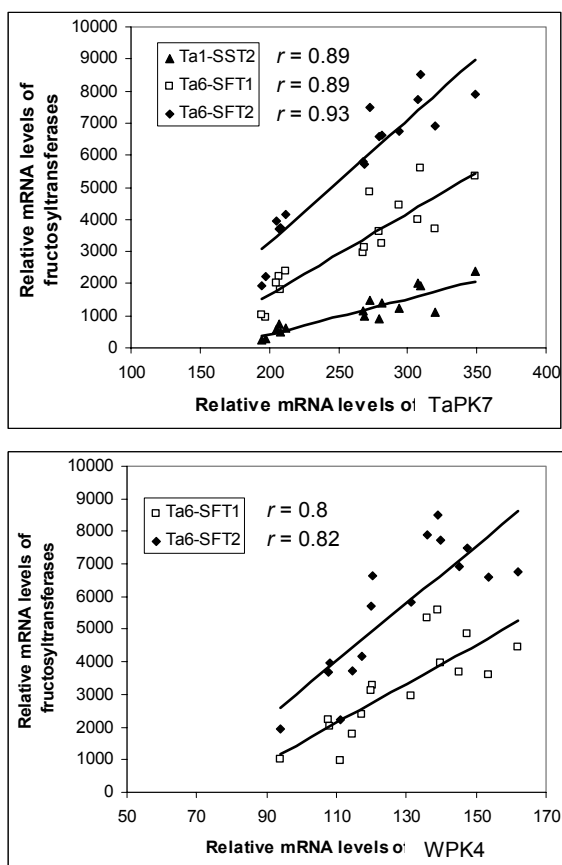 10000
9000
8000
7000
6000
5000
4000
3000
2000
1000
0
Relative mRNA levels of
fructosyltransferases
Ta1-SST2 r = 0.89
Ta6-SFT1 r = 0.89
Ta6-SFT2 r = 0.93
100 150 200 250 300 350 400
Relative mRNA levels of TaPK7
10000
9000
8000
7000
6000
5000
4000
3000
2000
1000
0
Relative mRNA levels of
fructosyltransferases
Ta6-SFT1 r = 0.8
Ta6-SFT2 r = 0.82
50 70 90 110 130 150 170
Relative mRNA levels of WPK4